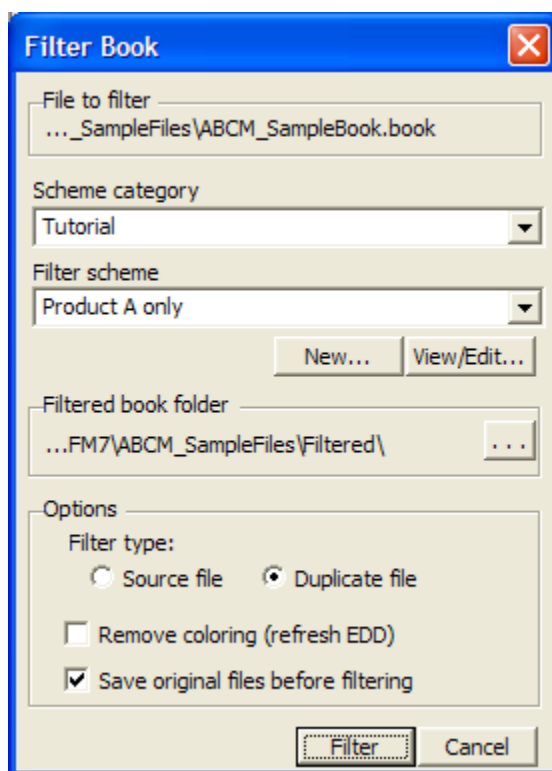 Filter Book
File to filter
..._SampleFiles\ABCM_SampleBook.book
Scheme category
Tutorial
Filter scheme
Product A only
New... View/Edit...
Filtered book folder
...FM7\ABCM_SampleFiles\Filtered\ ...
Options
Filter type:
Source file Duplicate file
Remove coloring (refresh EDD)
Save original files before filtering
Filter Cancel